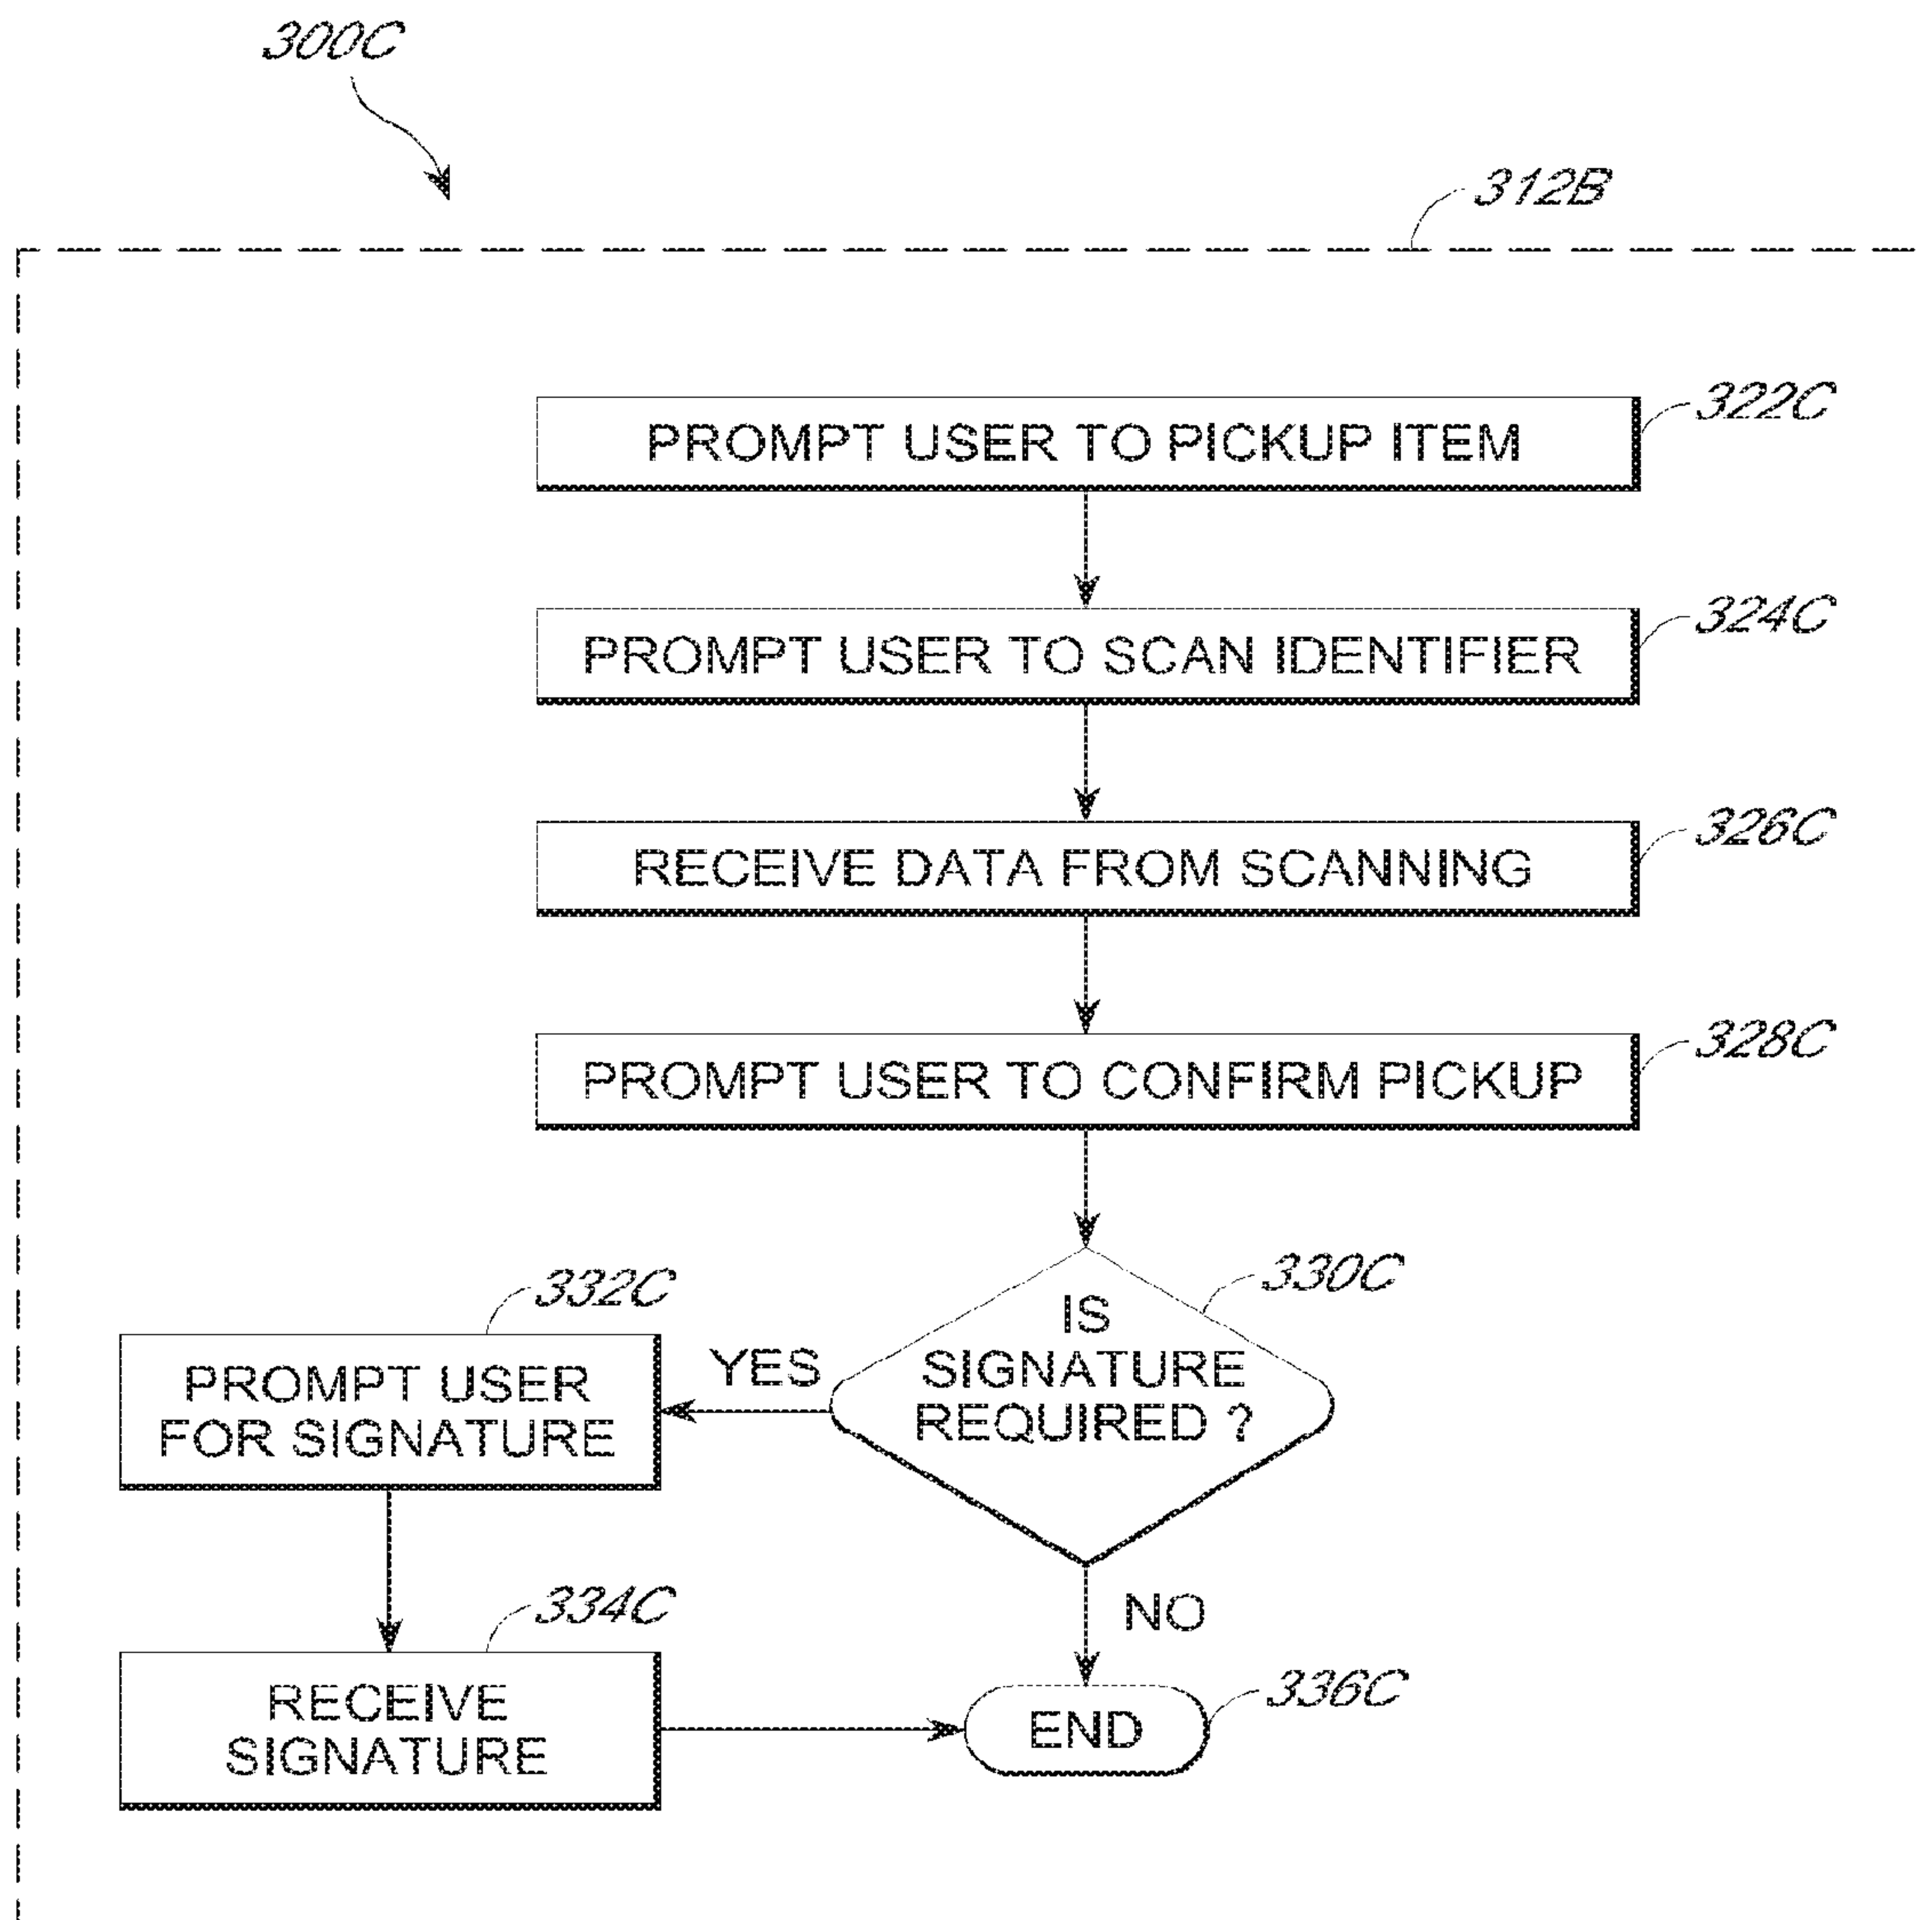 300C
312B
PROMPT USER TO PICKUP ITEM
322C
PROMPT USER TO SCAN IDENTIFIER
324C
RECEIVE DATA FROM SCANNING
326C
PROMPT USER TO CONFIRM PICKUP
328C
IS
SIGNATURE
REQUIRED ?
330C
YES
332C
PROMPT USER
FOR SIGNATURE
334C
RECEIVE
SIGNATURE
NO
END
336C